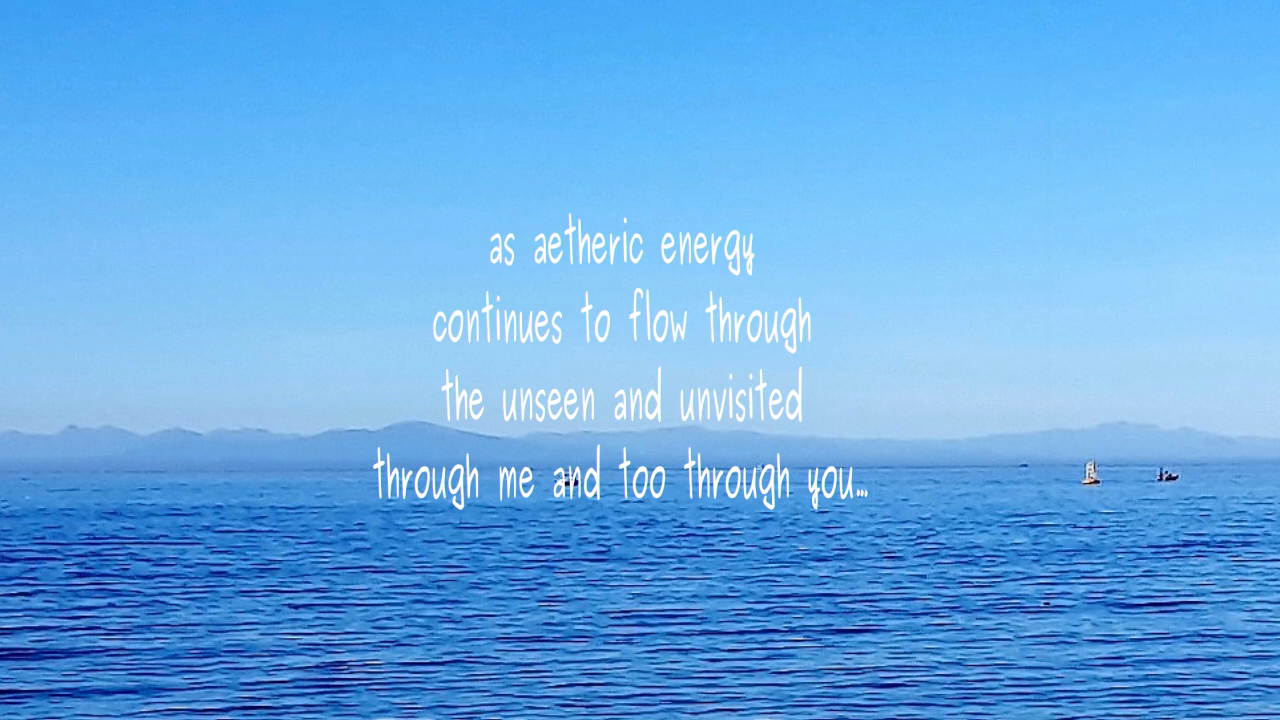 as aetheric energy
continues to flow through
the unseen and unvisited
through me and too through you...